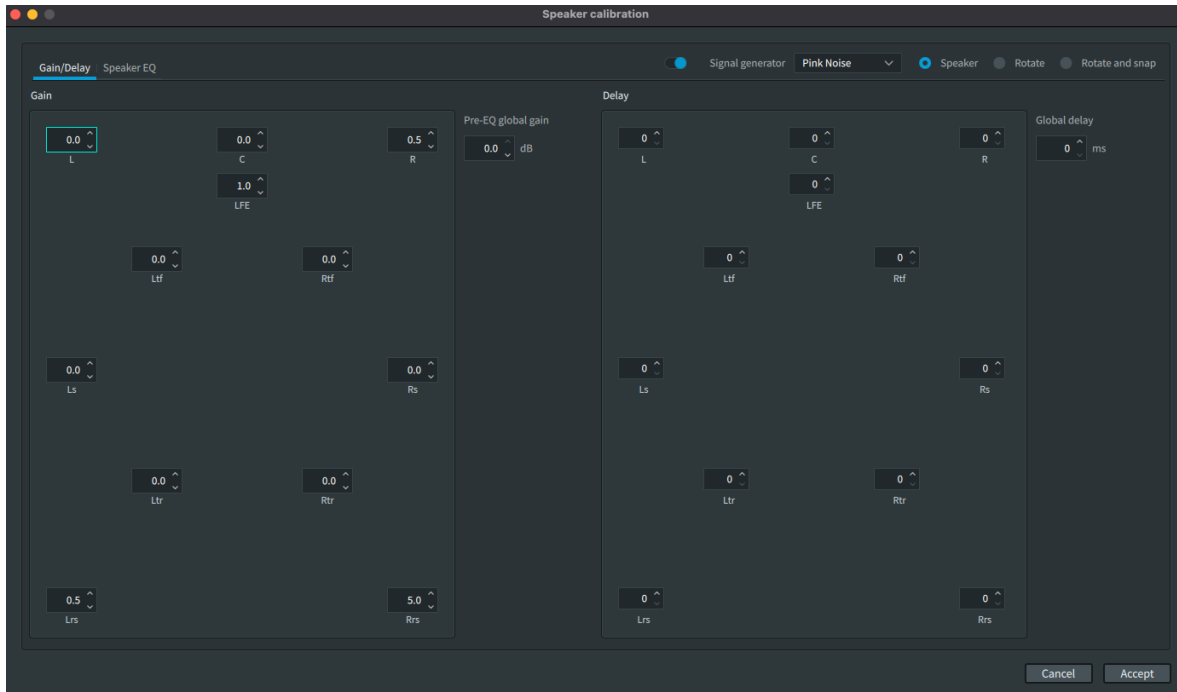 Speaker calibration
Gain/Delay Speaker EQ Signal generator Pink Noise Speaker Rotate Rotate and snap
Gain Delay
0.0 0.0 0.5 Pre-EQ global gain 0 0 0 Global delay
L C R 0.0 dB L C R 0 ms
1.0 0
LFE LFE
0.0 0.0 0 0
Ltf Rtf Ltf Rtf
0.0 0.0 0 0
Ls Rs Ls Rs
0.0 0.0 0 0
Ltr Rtr Ltr Rtr
0.5 5.0 0 0
Lrs Rrs Lrs Rrs
Cancel Accept